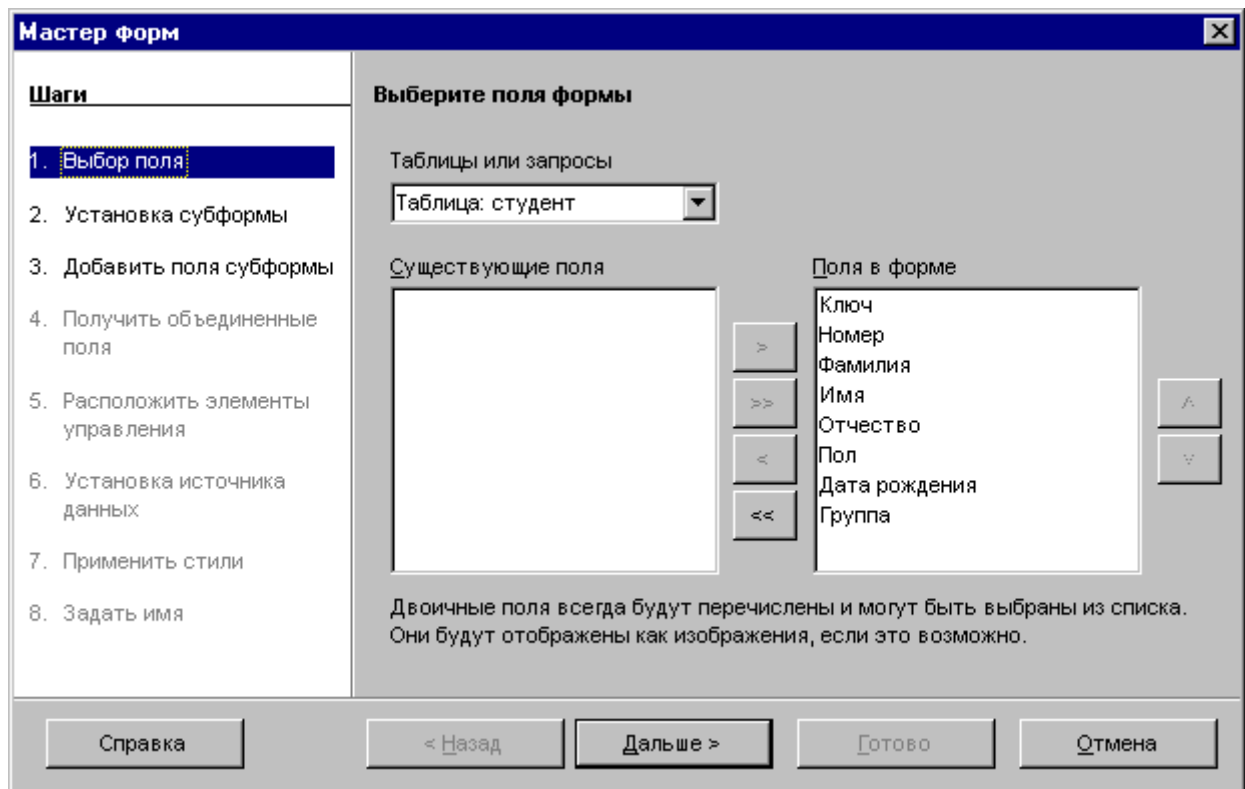 Мастер форм
Шаги
1. Выбор поля
2. Установка субформы
3. Добавить поля субформы
4. Получить объединенные
поля
5. Расположить элементы
управления
6. Установка источника
данных
7. Применить стили
8. Задать имя
Выберите поля формы
Таблицы или запросы
Таблица: студент
Существующие поля
>
>>
<
<<
Поля в форме
Ключ
Номер
Фамилия
Имя
Отчество
Пол
Дата рождения
Группа
Двоичные поля всегда будут перечислены и могут быть выбраны из списка.
Они будут отображены как изображения, если это возможно.
Справка
< Назад
Дальше >
Готово
Отмена